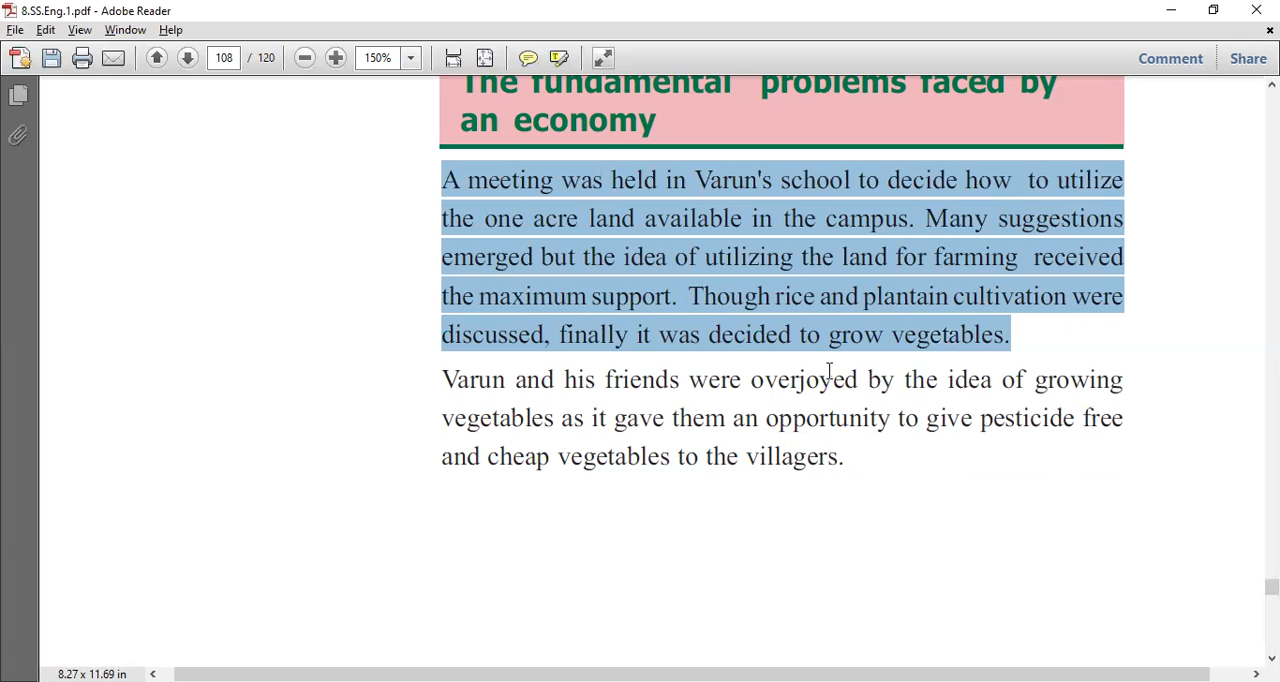 8.SS.Eng.1.pdf - Adobe Reader
File Edit View Window Help
108 / 120 150% Comment Share
The fundamental problems faced by
an economy
A meeting was held in Varun's school to decide how to utilize
the one acre land available in the campus. Many suggestions
emerged but the idea of utilizing the land for farming received
the maximum support. Though rice and plantain cultivation were
discussed, finally it was decided to grow vegetables.
Varun and his friends were overjoyed by the idea of growing
vegetables as it gave them an opportunity to give pesticide free
and cheap vegetables to the villagers.
8.27 x 11.69 in